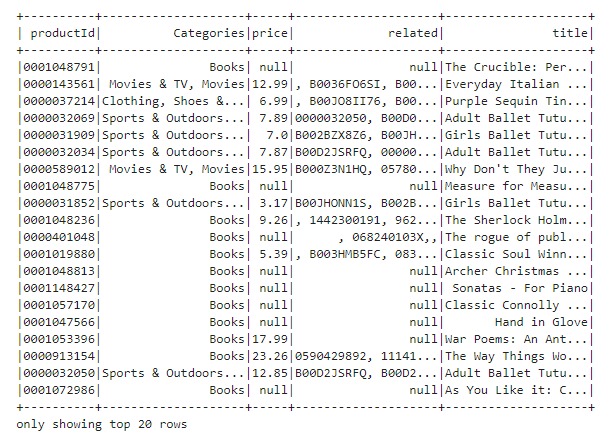 +----------+--------------------+-----+--------------------+--------------------+
| productId|          Categories|price|             related|               title|
+----------+--------------------+-----+--------------------+--------------------+
|0001048791|               Books| null|                null|The Crucible: Per...|
|0000143561|  Movies & TV, Movies|12.99|, B0036FO6SI, B00...|Everyday Italian ...|
|0000037214|Clothing, Shoes &...| 6.99|, B00JO8II76, B00...|Purple Sequin Tin...|
|0000032069|Sports & Outdoors...| 7.89|0000032050, B00D0...|Adult Ballet Tutu...|
|0000031909|Sports & Outdoors...|  7.0|B002BZX8Z6, B00JH...|Girls Ballet Tutu...|
|0000032034|Sports & Outdoors...| 7.87|B00D2JSRFQ, 00000...|Adult Ballet Tutu...|
|0000589012|  Movies & TV, Movies|15.95|B000Z3N1HQ, 05780...|Why Don't They Ju...|
|0001048775|               Books| null|                null|Measure for Measu...|
|0000031852|Sports & Outdoors...| 3.17|B00JHONN1S, B002B...|Girls Ballet Tutu...|
|0001048236|               Books| 9.26|, 1442300191, 962...|The Sherlock Holm...|
|0000401048|               Books| null|      , 068240103X,,|The rogue of publ...|
|0001019880|               Books| 5.39|, B003HMB5FC, 083...|Classic Soul Winn...|
|0001048813|               Books| null|                null|Archer Christmas ...|
|0001148427|               Books| null|                null| Sonatas - For Piano|
|0001057170|               Books| null|                null|Classic Connolly ...|
|0001047566|               Books| null|                null|       Hand in Glove|
|0001053396|               Books|17.99|                null|War Poems: An Ant...|
|0000913154|               Books|23.26|0590429892, 11141...|The Way Things Wo...|
|0000032050|Sports & Outdoors...|12.85|B00D2JSRFQ, B00D2...|Adult Ballet Tutu...|
|0001072986|               Books| null|                null|As You Like it: C...|
+----------+--------------------+-----+--------------------+--------------------+
only showing top 20 rows